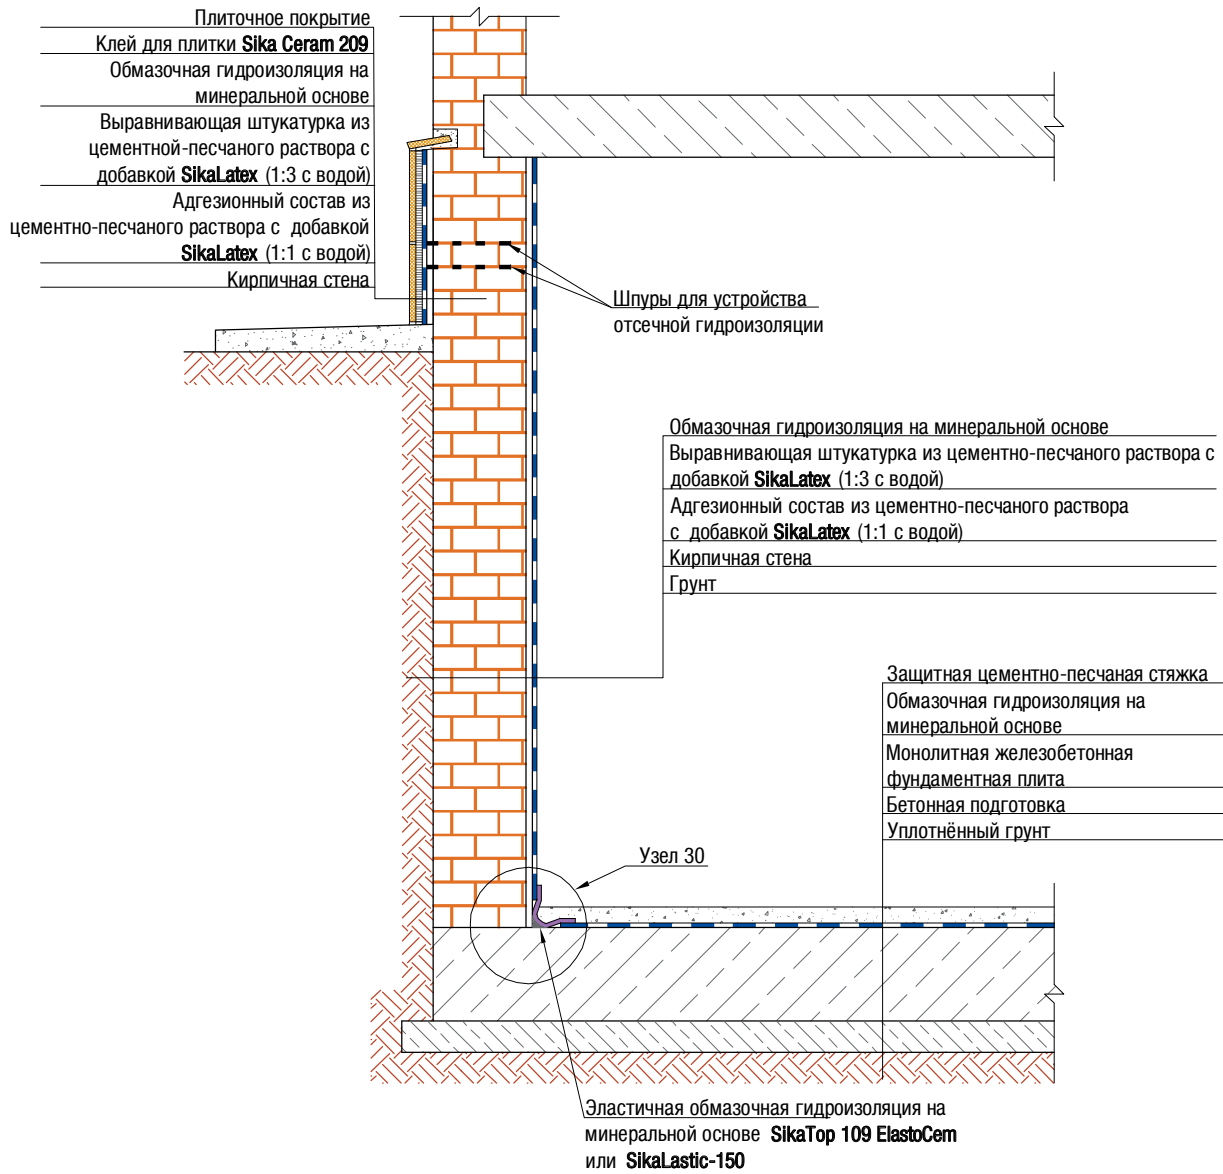 Плиточное покрытие
Клей для плитки Sika Ceram 209
Обмазочная гидроизоляция на
минеральной основе
Выравнивающая штукатурка из
цементной-песчаного раствора с
добавкой SikaLatex (1:3 с водой)
Адгезионный состав из
цементно-песчаного раствора с добавкой
SikaLatex (1:1 с водой)
Кирпичная стена
Шпуры для устройства
отсечной гидроизоляции
Обмазочная гидроизоляция на минеральной основе
Выравнивающая штукатурка из цементно-песчаного раствора с
добавкой SikaLatex (1:3 с водой)
Адгезионный состав из цементно-песчаного раствора
с добавкой SikaLatex (1:1 с водой)
Кирпичная стена
Грунт
Защитная цементно-песчаная стяжка
Обмазочная гидроизоляция на
минеральной основе
Монолитная железобетонная
фундаментная плита
Бетонная подготовка
Уплотнённый грунт
Узел 30
Эластичная обмазочная гидроизоляция на
минеральной основе SikaTop 109 ElastoCem
или SikaLastic-150